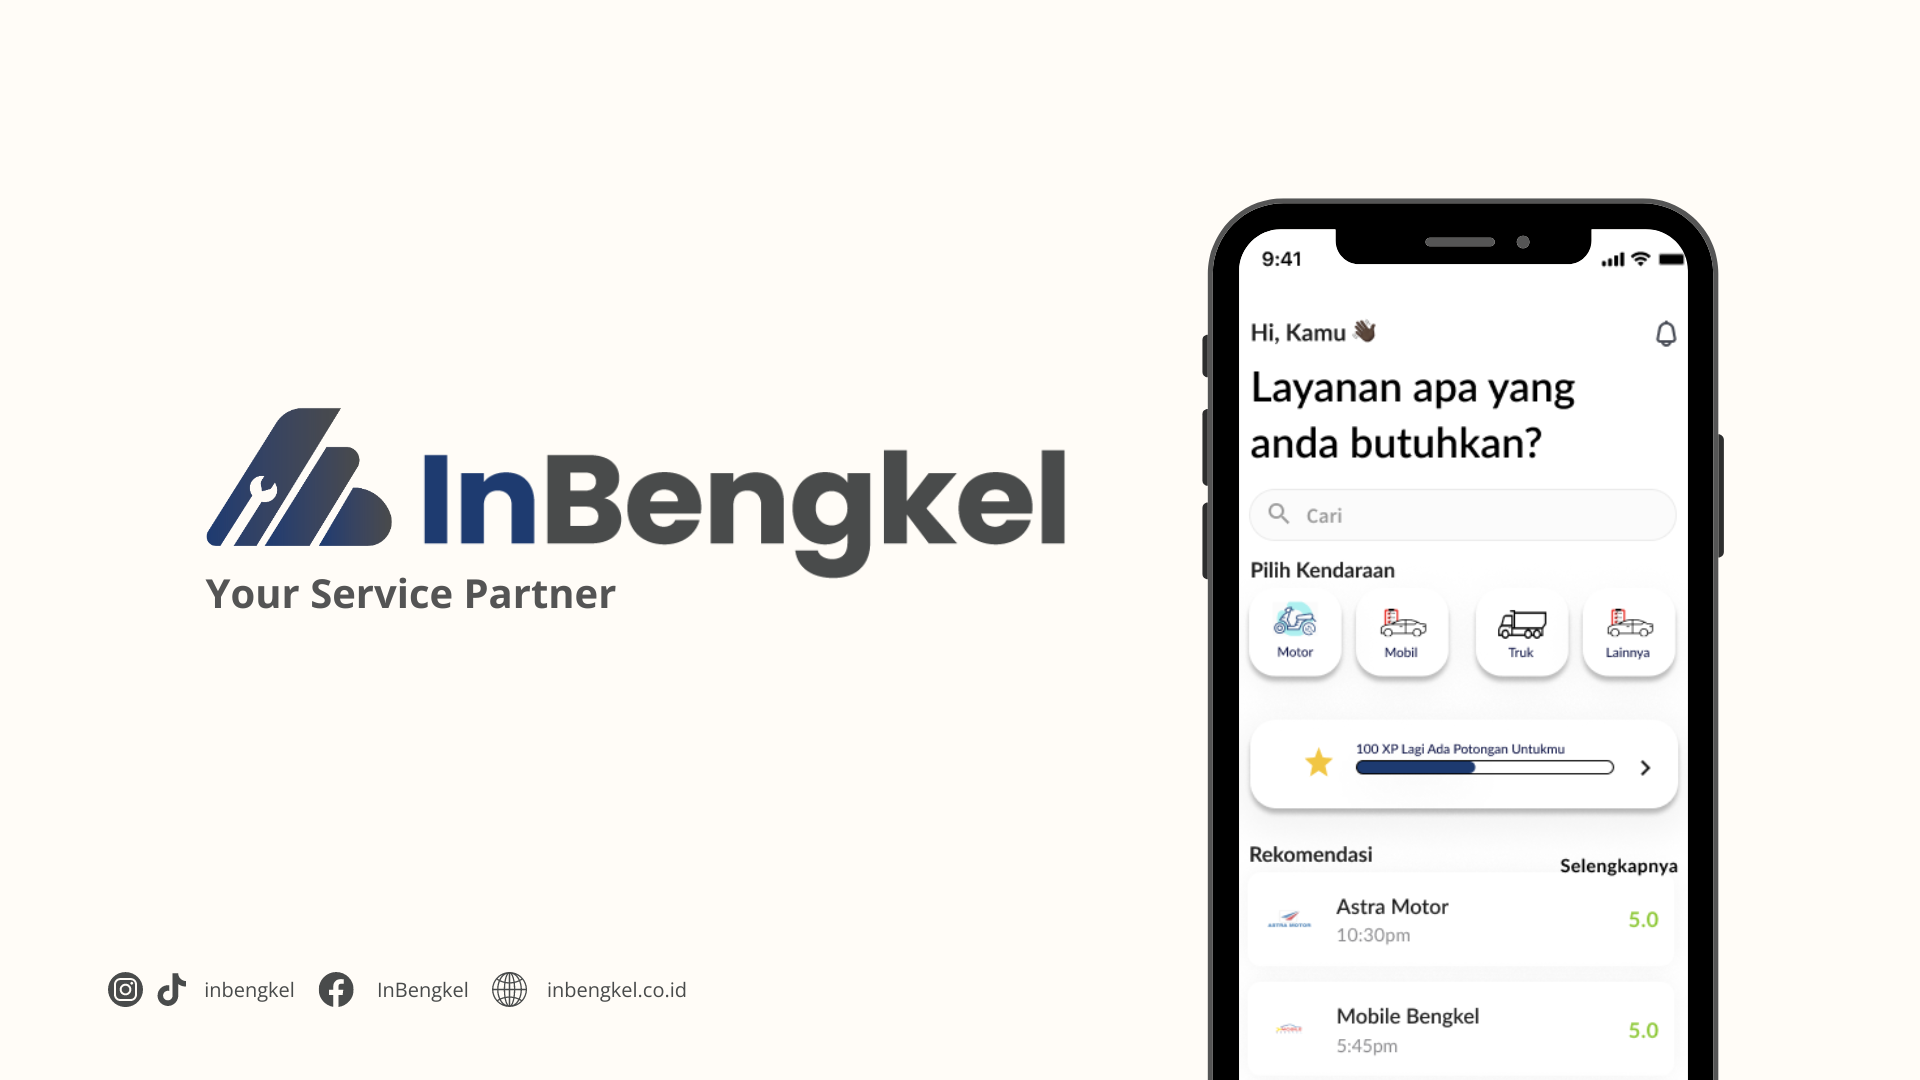 InBengkel
Your Service Partner
inbengkel
InBengkel
inbengkel.co.id
9:41
Hi, Kamu 👋🏿
Layanan apa yang
anda butuhkan?
Cari
Pilih Kendaraan
Motor
Mobil
Truk
Lainnya
100 XP Lagi Ada Potongan Untukmu
Rekomendasi
Selengkapnya
ASTRA MOTOR
Astra Motor
10:30pm
5.0
Mobile Bengkel
5:45pm
5.0